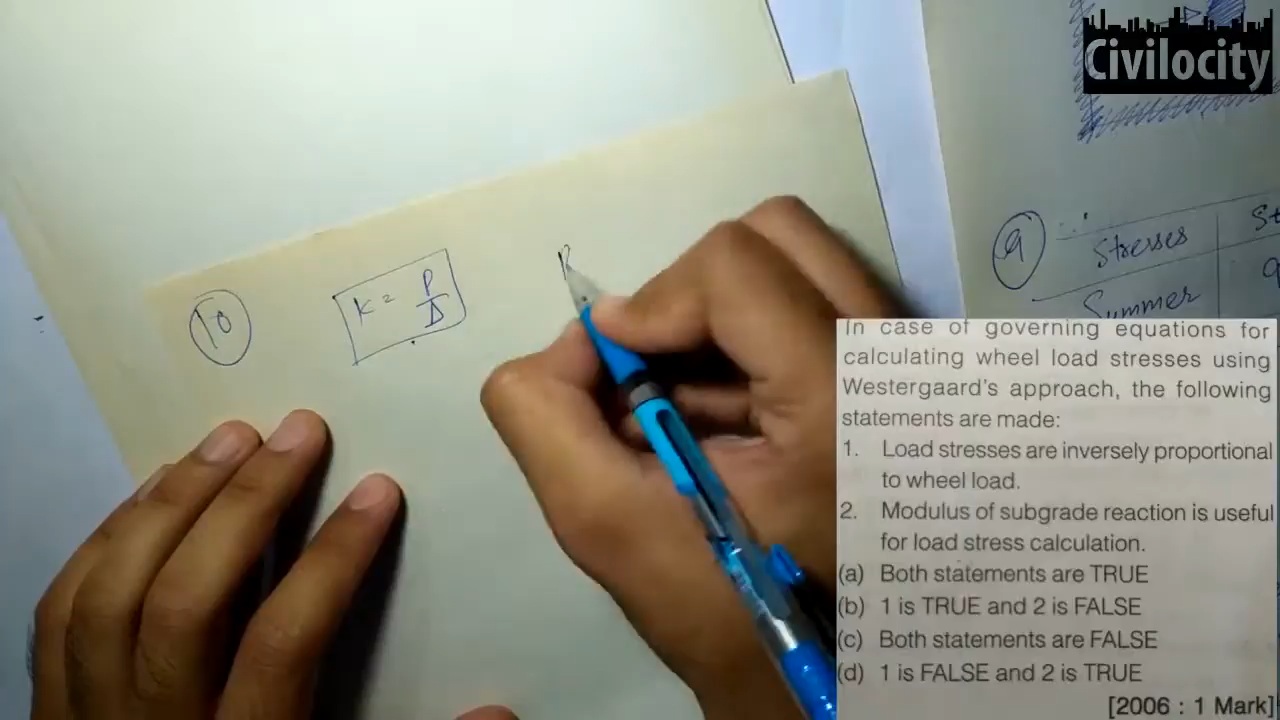 Civilocity
10
K = P/Δ
9
Stresses
Summer
In case of governing equations for
calculating wheel load stresses using
Westergaard's approach, the following
statements are made:
1. Load stresses are inversely proportional
to wheel load.
2. Modulus of subgrade reaction is useful
for load stress calculation.
(a) Both statements are TRUE
(b) 1 is TRUE and 2 is FALSE
(c) Both statements are FALSE
(d) 1 is FALSE and 2 is TRUE
[2006 : 1 Mark]